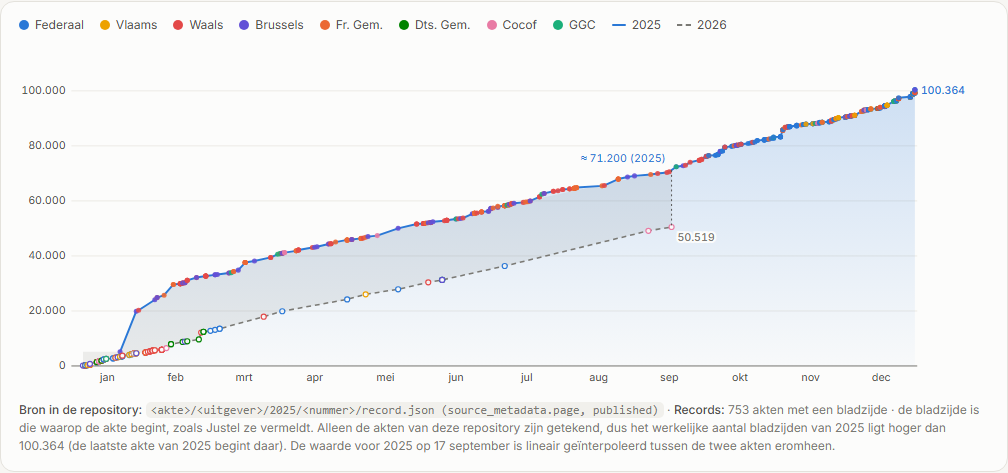 Federaal Vlaams Waals Brussels Fr. Gem. Dts. Gem. Cocof GGC 2025 2026
100.000
100.364
80.000
≈ 71.200 (2025)
60.000
50.519
40.000
20.000
0
jan feb mrt apr mei jun jul aug sep okt nov dec
Bron in de repository: <akte>/<uitgever>/2025/<nummer>/record.json (source_metadata.page, published) · Records: 753 akten met een bladzijde · de bladzijde is
die waarop de akte begint, zoals Justel ze vermeldt. Alleen de akten van deze repository zijn getekend, dus het werkelijke aantal bladzijden van 2025 ligt hoger dan
100.364 (de laatste akte van 2025 begint daar). De waarde voor 2025 op 17 september is lineair geïnterpoleerd tussen de twee akten eromheen.